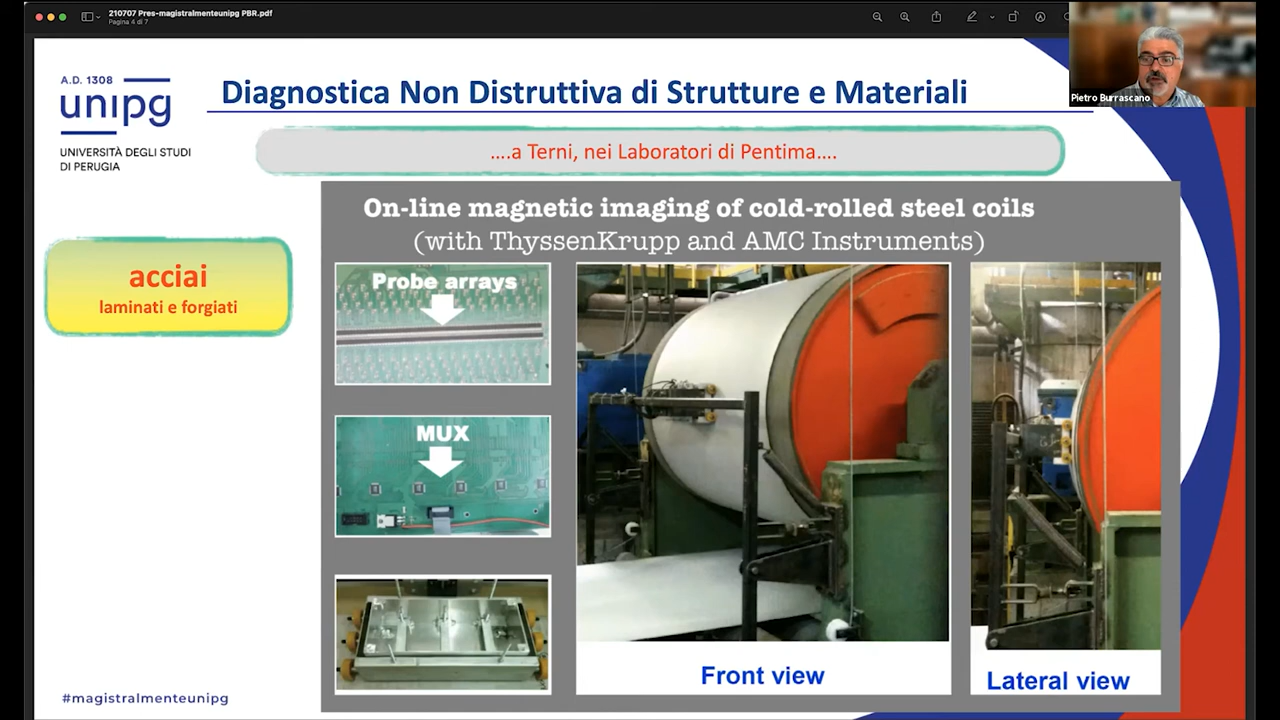 210707 Pres-magistralmenteunipg PBR.pdf
Pagina 4 di 7
Pietro Burrascano
A.D. 1308
unipg
UNIVERSITÀ DEGLI STUDI
DI PERUGIA
Diagnostica Non Distruttiva di Strutture e Materiali
....a Terni, nei Laboratori di Pentima....
acciai
laminati e forgiati
On-line magnetic imaging of cold-rolled steel coils
(with ThyssenKrupp and AMC Instruments)
Probe arrays
MUX
Front view
Lateral view
#magistralmenteunipg